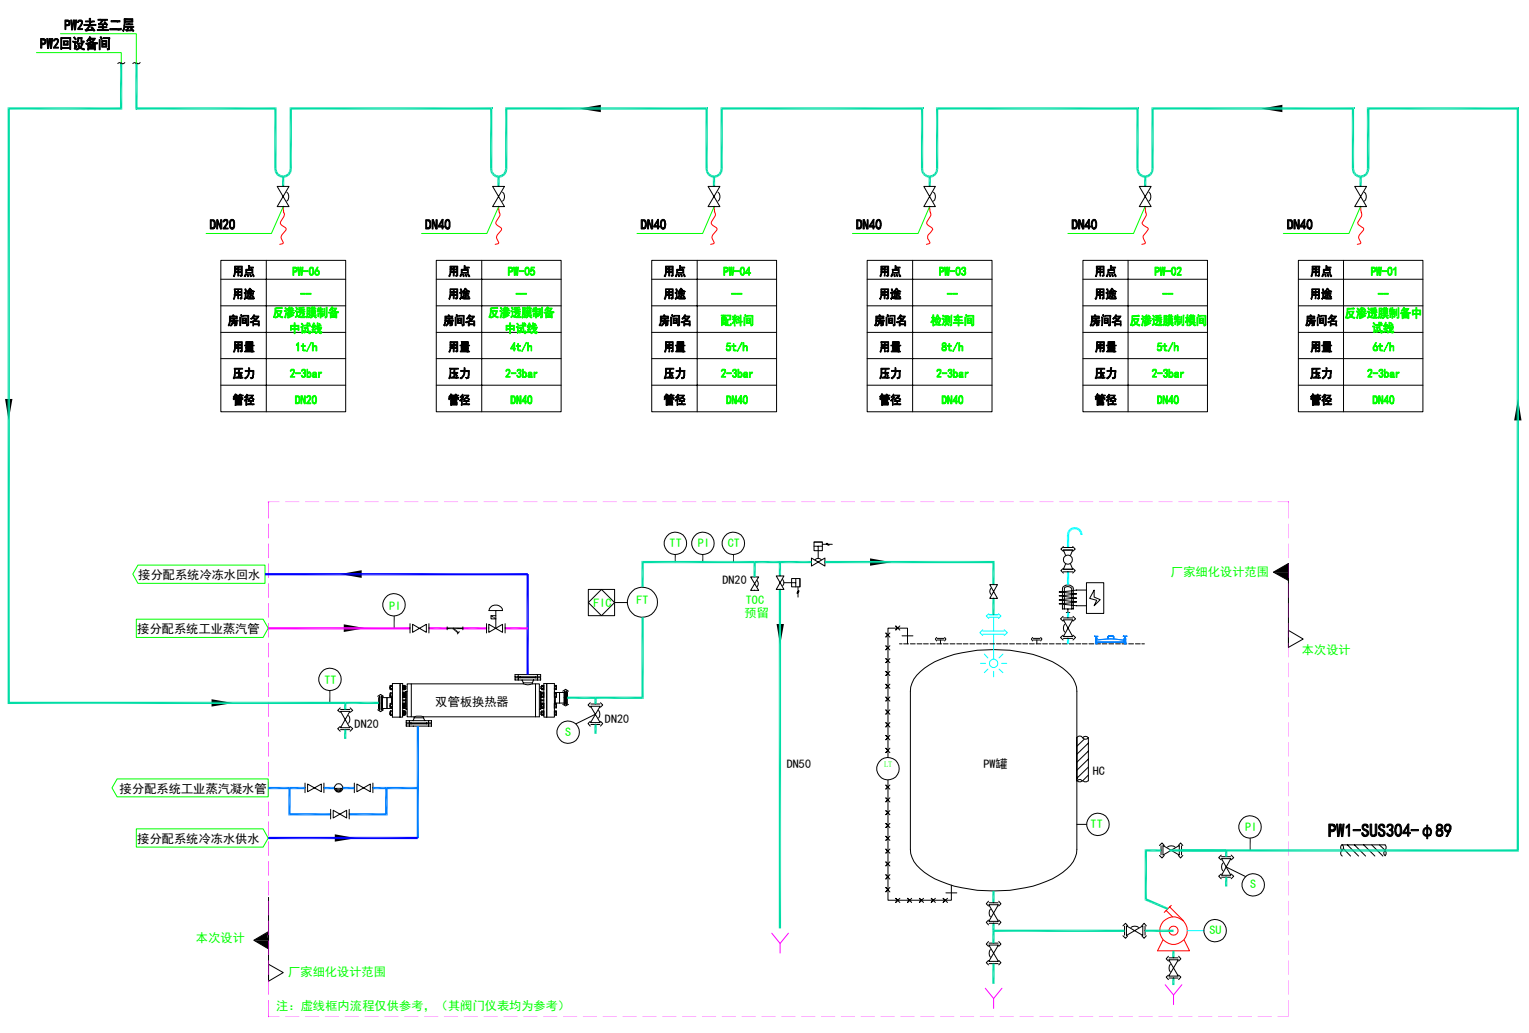 PW2去至二层
PW2回设备间
DN20
DN40
DN40
DN40
DN40
DN40
用点 PW-06
用途 —
房间名 反渗透膜制备
中试线
用量 1t/h
压力 2-3bar
管径 DN20
用点 PW-05
用途 —
房间名 反渗透膜制备
中试线
用量 4t/h
压力 2-3bar
管径 DN40
用点 PW-04
用途 —
房间名 配料间
用量 5t/h
压力 2-3bar
管径 DN40
用点 PW-03
用途 —
房间名 检测车间
用量 8t/h
压力 2-3bar
管径 DN40
用点 PW-02
用途 —
房间名 反渗透膜制模间
用量 5t/h
压力 2-3bar
管径 DN40
用点 PW-01
用途 —
房间名 反渗透膜制备中
试线
用量 6t/h
压力 2-3bar
管径 DN40
TT
PI
CT
接分配系统冷冻水回水
DN20
TOC
预留
厂家细化设计范围
FIC
FT
PI
接分配系统工业蒸汽管
本次设计
TT
双管板换热器
DN20
S
DN20
DN50
LI
PW罐
HC
接分配系统工业蒸汽凝水管
接分配系统冷冻水供水
TT
PI
PW1-SUS304-φ89
S
SU
本次设计
厂家细化设计范围
注：虚线框内流程仅供参考。（其阀门仪表均为参考）